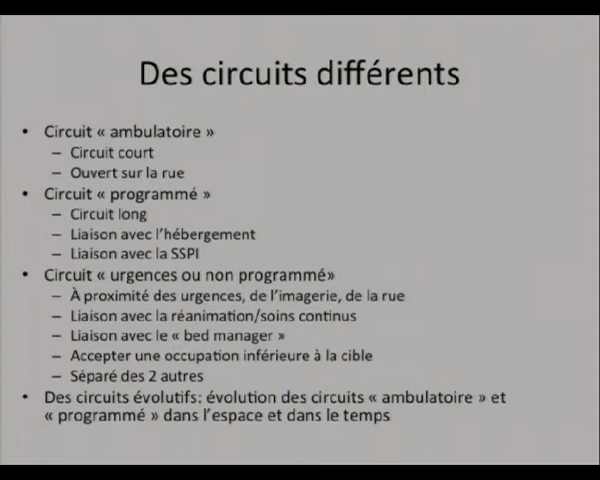 Des circuits différents
• Circuit « ambulatoire »
– Circuit court
– Ouvert sur la rue
• Circuit « programmé »
– Circuit long
– Liaison avec l'hébergement
– Liaison avec la SSPI
• Circuit « urgences ou non programmé»
– À proximité des urgences, de l'imagerie, de la rue
– Liaison avec la réanimation/soins continus
– Liaison avec le « bed manager »
– Accepter une occupation inférieure à la cible
– Séparé des 2 autres
• Des circuits évolutifs: évolution des circuits « ambulatoire » et
« programmé » dans l'espace et dans le temps